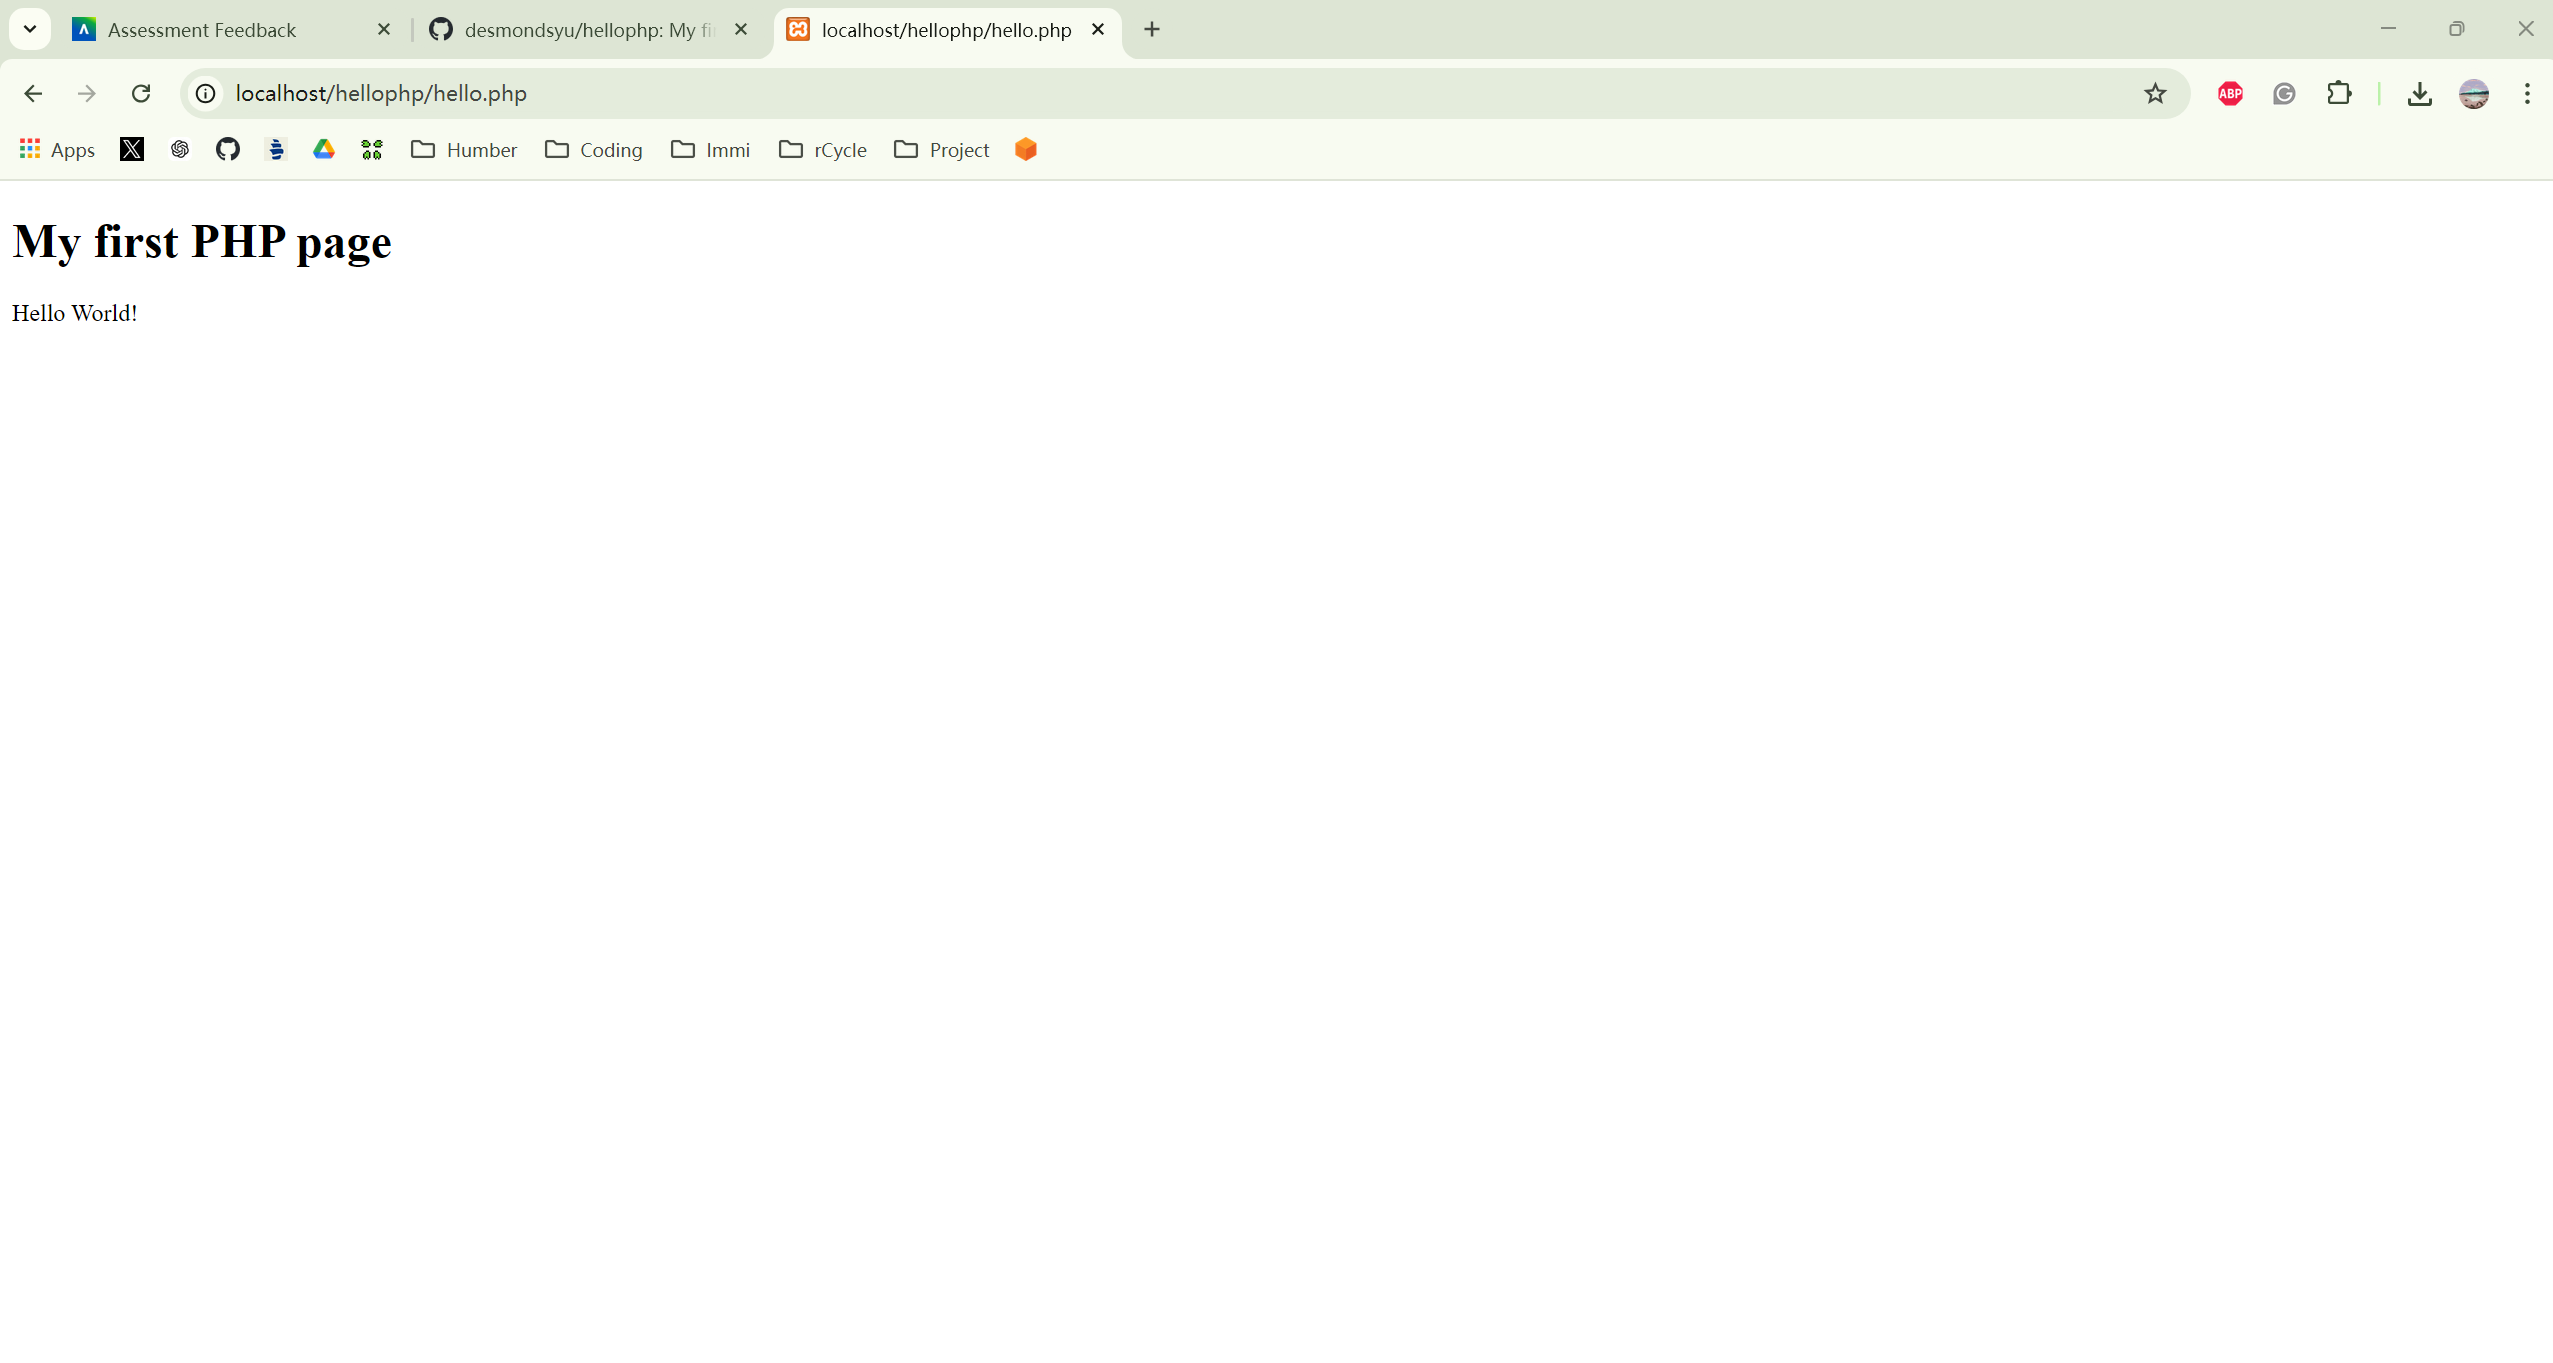 Assessment Feedback
desmondsyu/hellophp: My fi
localhost/hellophp/hello.php
localhost/hellophp/hello.php
ABP
Apps
Humber
Coding
Immi
rCycle
Project
My first PHP page
Hello World!